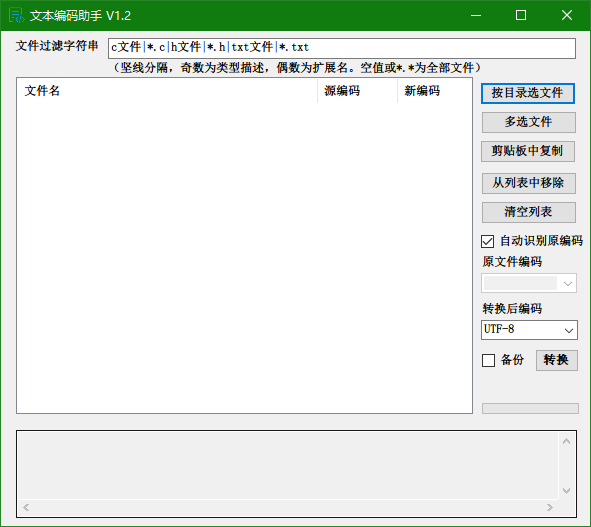 文本编码助手 V1.2
文件过滤字符串
c文件|*.c|h文件|*.h|txt文件|*.txt
（竖线分隔，奇数为类型描述，偶数为扩展名。空值或*.*为全部文件）
文件名 源编码 新编码
按目录选文件
多选文件
剪贴板中复制
从列表中移除
清空列表
自动识别原编码
原文件编码
转换后编码
UTF-8
备份 转换